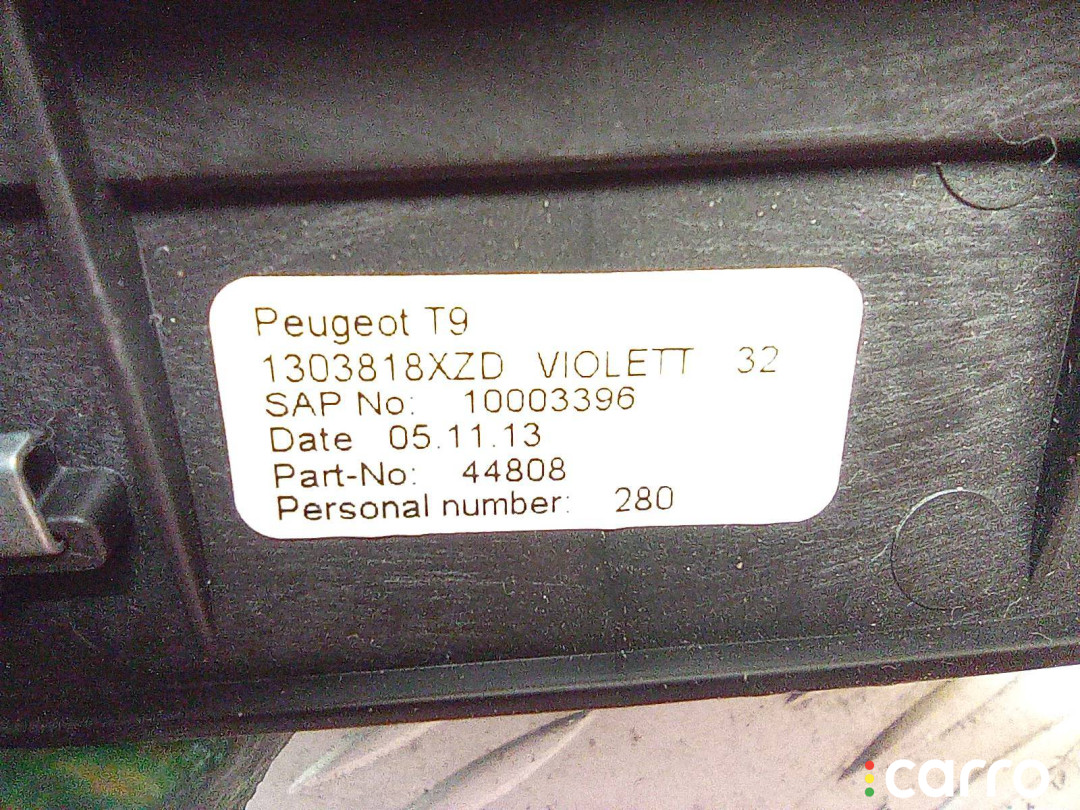 Peugeot T9
1303818XZD VIOLETT 32
SAP No: 10003396
Date 05.11.13
Part-No: 44808
Personal number: 280
carro